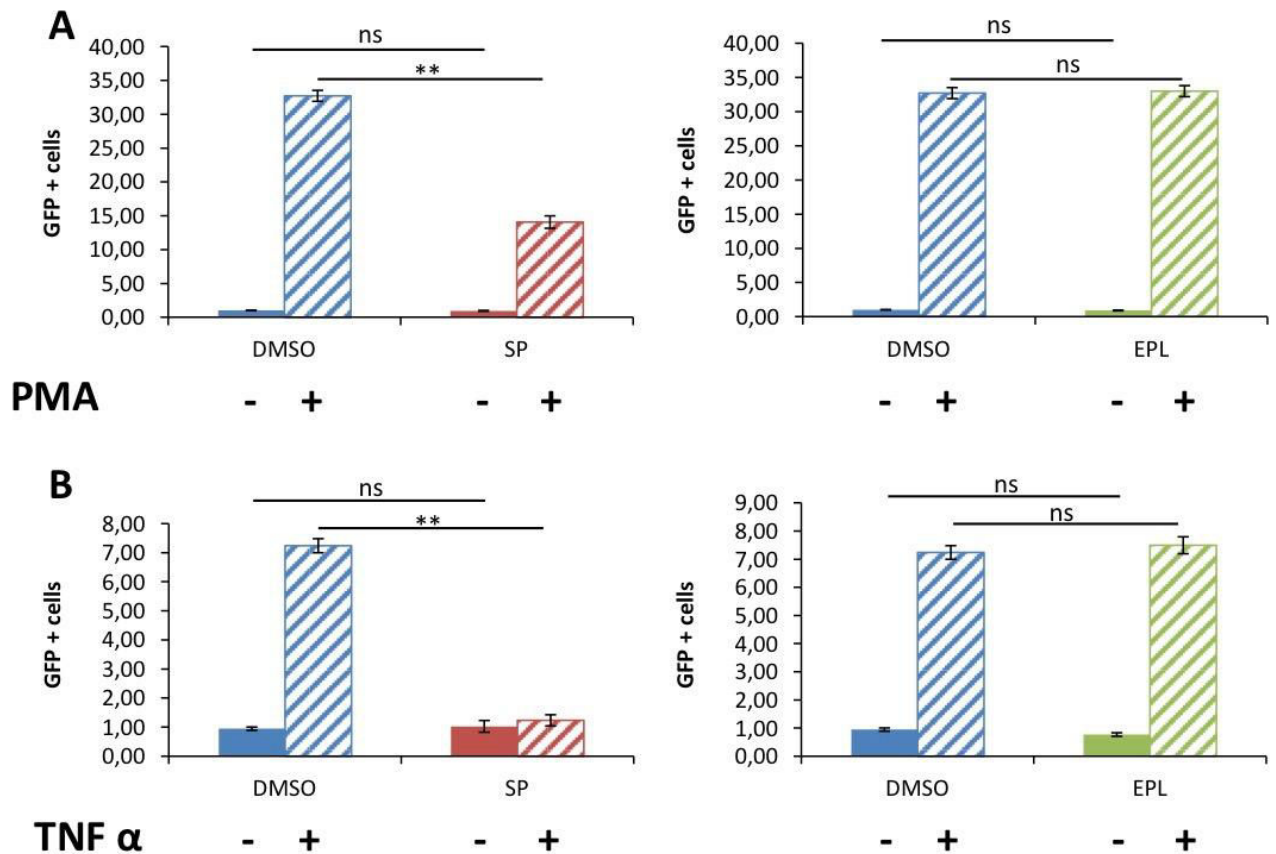 A
ns
**
40,00
35,00
30,00
25,00
20,00
15,00
10,00
5,00
0,00
GFP + cells
DMSO SP
ns
ns
40,00
35,00
30,00
25,00
20,00
15,00
10,00
5,00
0,00
GFP + cells
DMSO EPL
PMA - + - + - + - +
B
ns
**
8,00
7,00
6,00
5,00
4,00
3,00
2,00
1,00
0,00
GFP + cells
DMSO SP
ns
ns
9,00
8,00
7,00
6,00
5,00
4,00
3,00
2,00
1,00
0,00
GFP + cells
DMSO EPL
TNF α - + - + - + - +